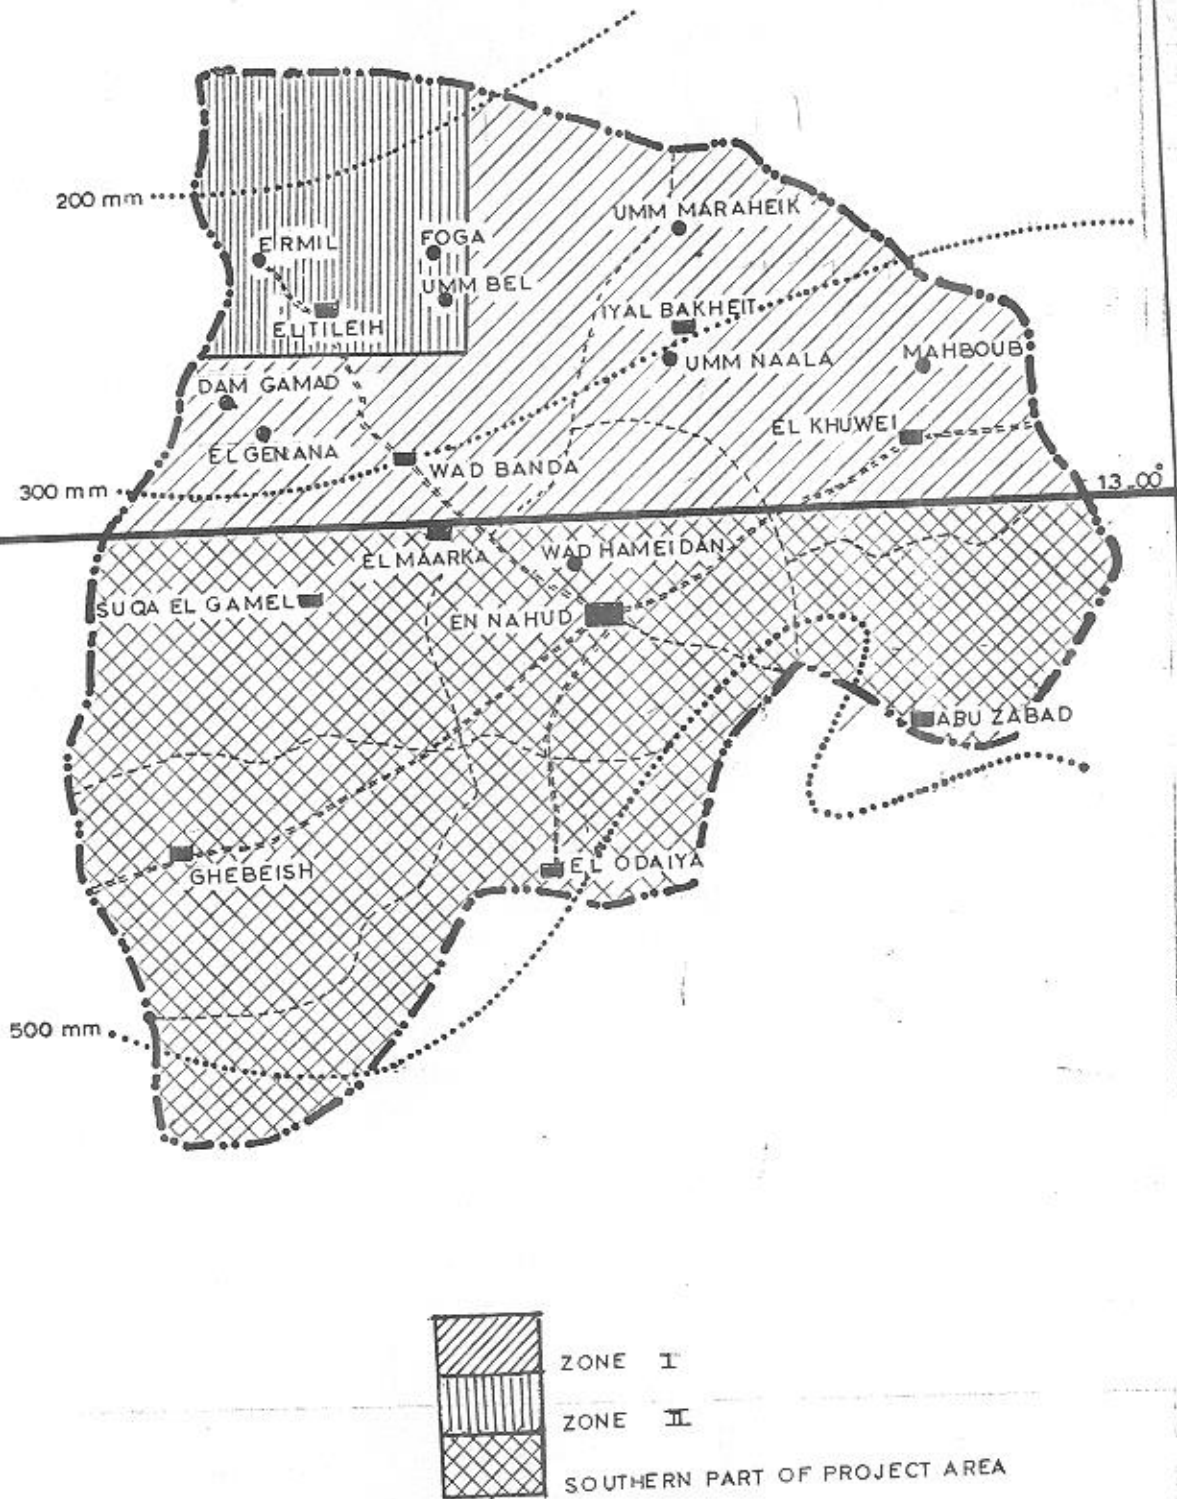 200 mm
UMM MARAHEIK
ERMIL
FOGA
UMM BEL
ELTILEIH
IYAL BAKHEIT
UMM NAALA
MAHBOUB
DAM GAMAD
EL GENANA
EL KHUWEI
WAD BANDA
300 mm
13_00°
EL MAARKA
WAD HAMEIDAN
SUQA EL GAMEL
EN NAHUD
ABU ZABAD
GHEBEISH
EL ODAIYA
500 mm
ZONE I
ZONE II
SOUTHERN PART OF PROJECT AREA